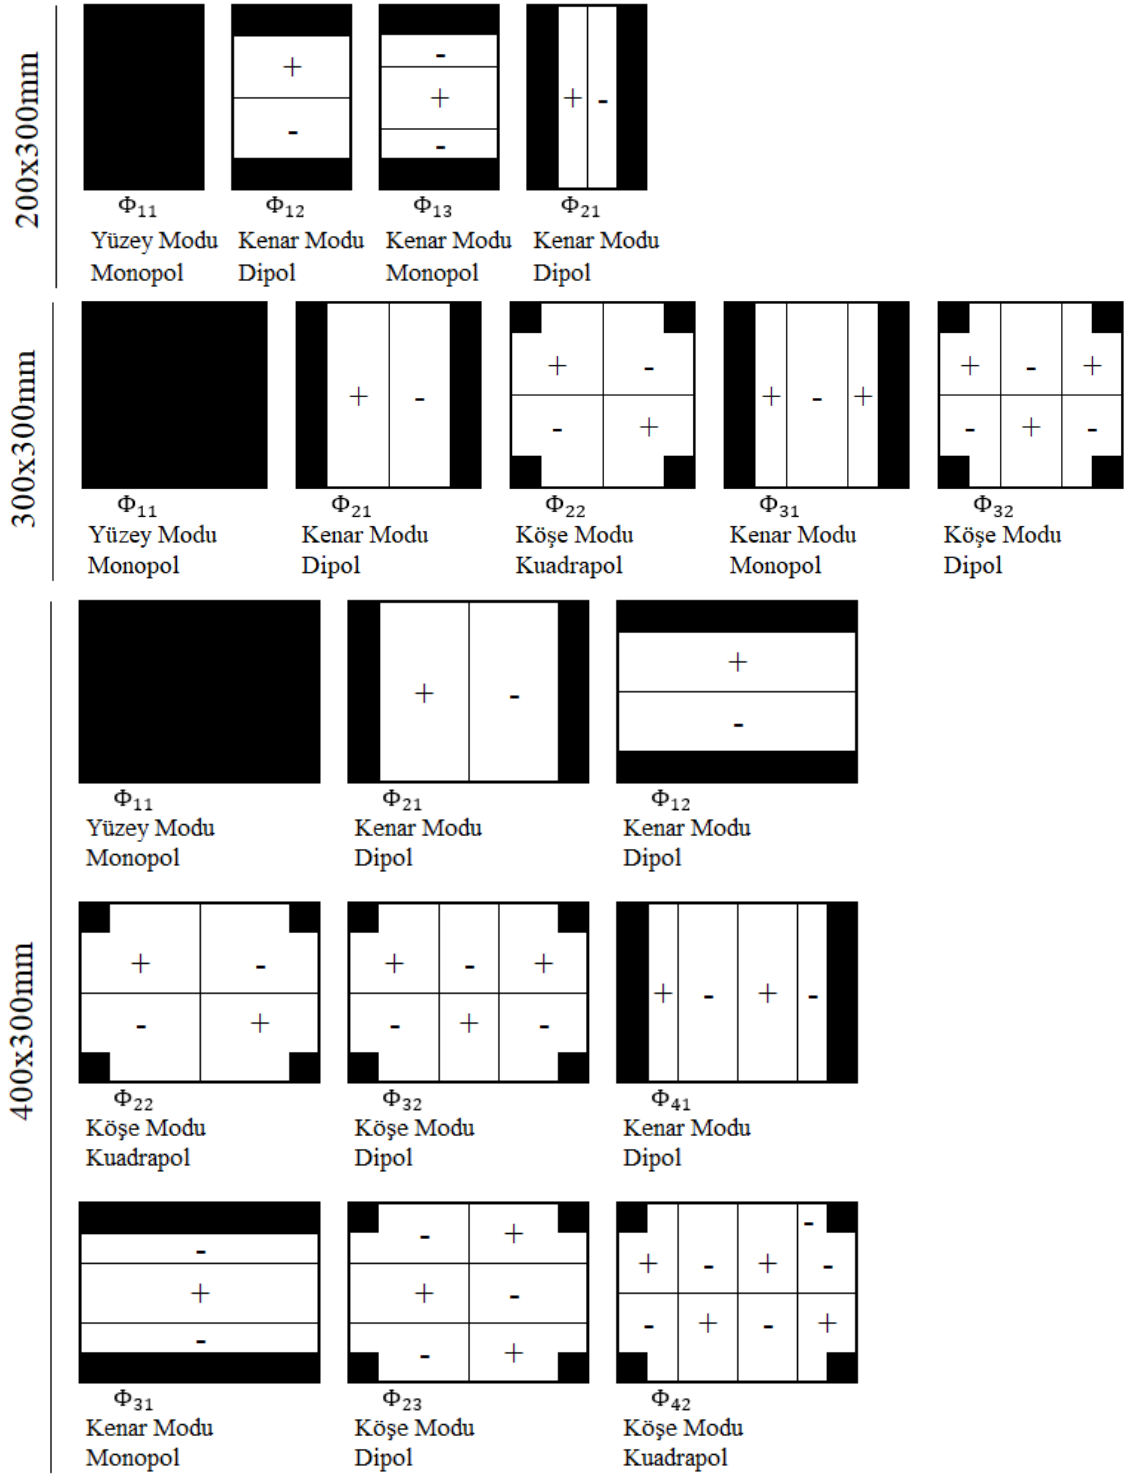 200x300mm
+
-
-
+
-
+ -
Φ11
Yüzey Modu
Monopol
Φ12
Kenar Modu
Dipol
Φ13
Kenar Modu
Monopol
Φ21
Kenar Modu
Dipol
300x300mm
+ -
+ -
- +
+ - +
+ - +
- + -
Φ11
Yüzey Modu
Monopol
Φ21
Kenar Modu
Dipol
Φ22
Köşe Modu
Kuadrapol
Φ31
Kenar Modu
Monopol
Φ32
Köşe Modu
Dipol
400x300mm
+ -
+
-
Φ11
Yüzey Modu
Monopol
Φ21
Kenar Modu
Dipol
Φ12
Kenar Modu
Dipol
+ -
- +
+ - +
- + -
+ - + -
Φ22
Köşe Modu
Kuadrapol
Φ32
Köşe Modu
Dipol
Φ41
Kenar Modu
Dipol
-
+
-
- +
+ -
- +
-
+ - + -
- + - +
Φ31
Kenar Modu
Monopol
Φ23
Köşe Modu
Dipol
Φ42
Köşe Modu
Kuadrapol